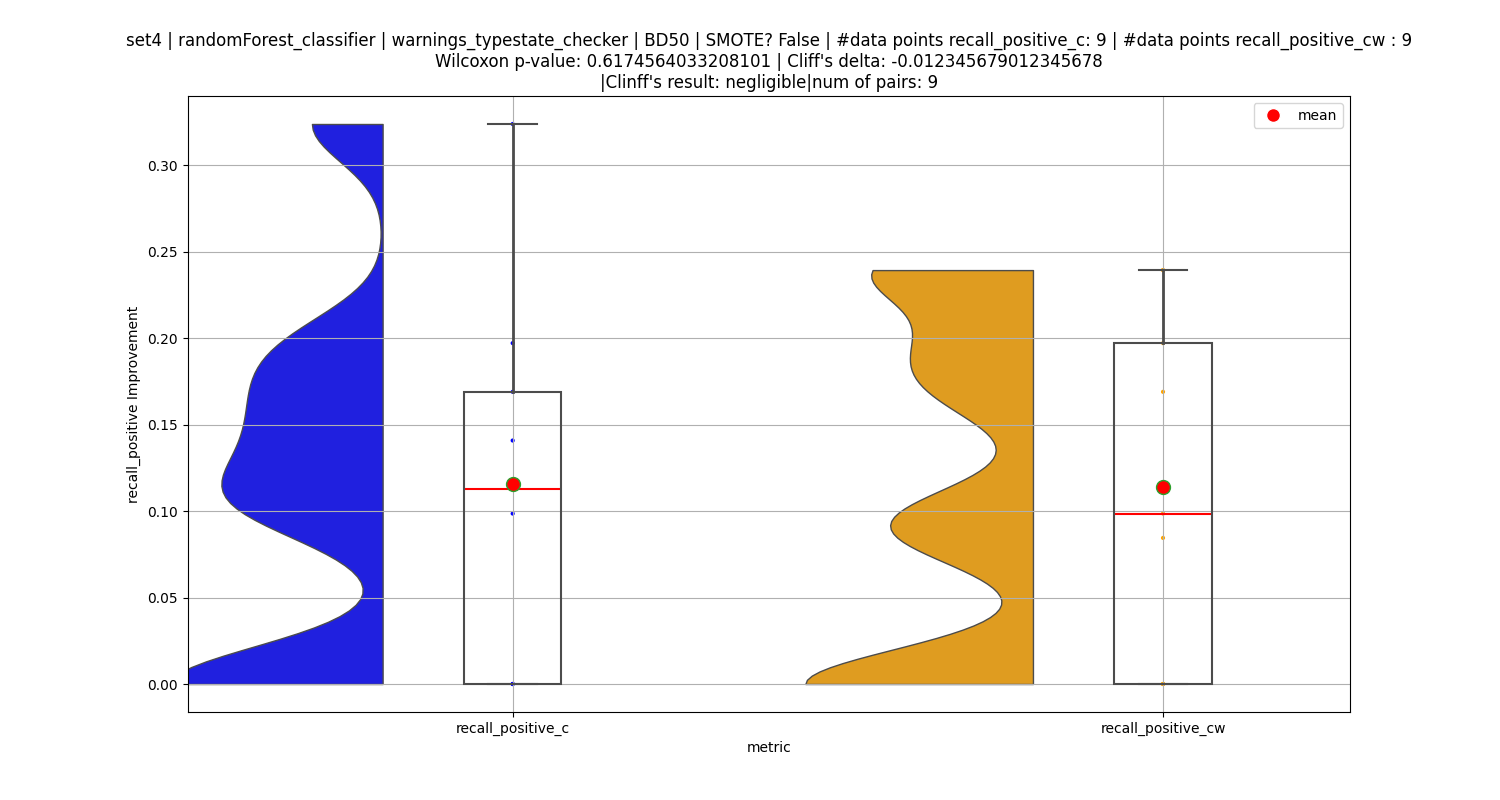 set4 | randomForest_classifier | warnings_typestate_checker | BD50 | SMOTE? False | #data points recall_positive_c: 9 | #data points recall_positive_cw : 9
Wilcoxon p-value: 0.6174564033208101 | Cliff's delta: -0.012345679012345678
|Clinff's result: negligible|num of pairs: 9
mean
0.30
0.25
0.20
0.15
0.10
0.05
0.00
recall_positive Improvement
recall_positive_c
recall_positive_cw
metric